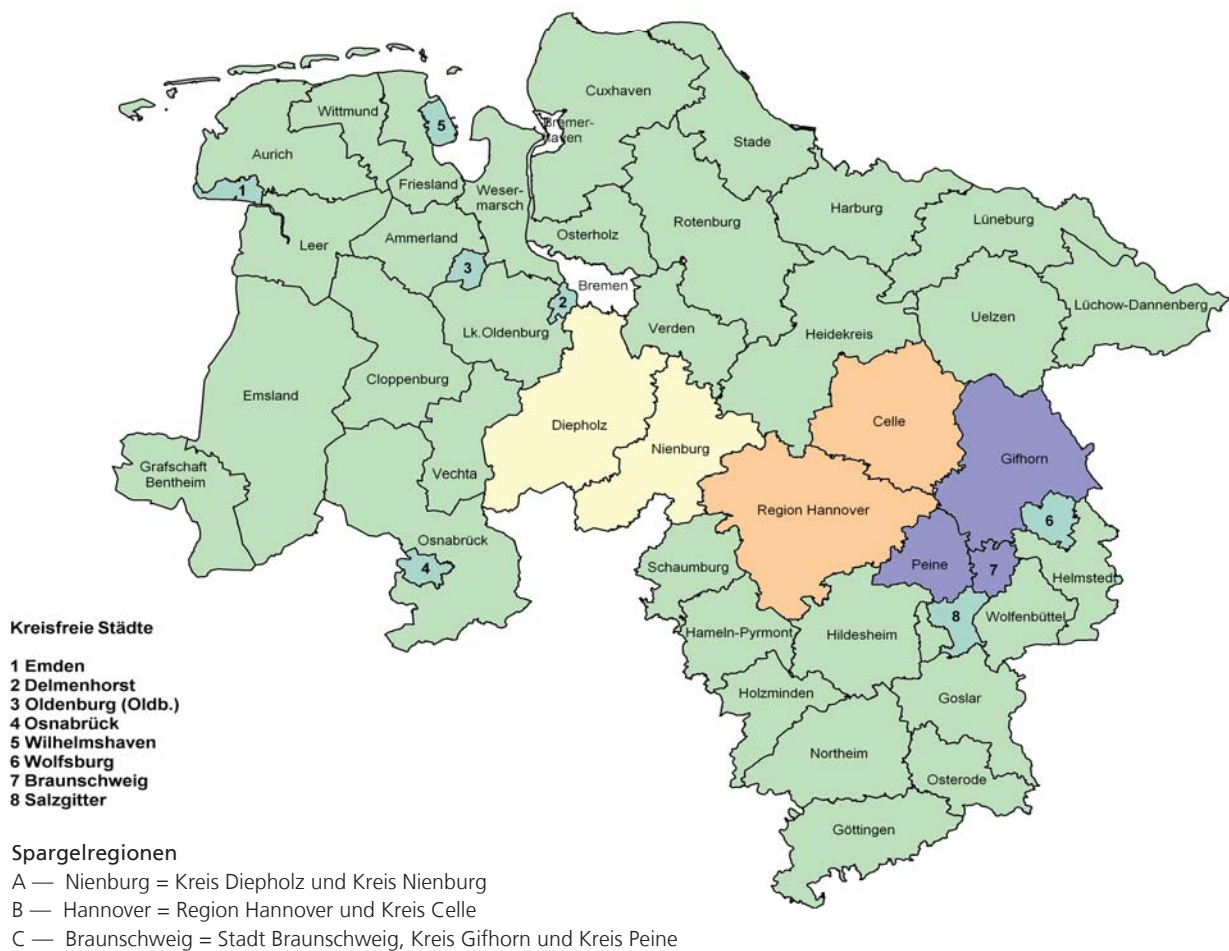 Cuxhaven
Wittmund
5
Bremer-
haven
Stade
Aurich
Friesland
Weser-
marsch
1
Harburg
Lüneburg
Rotenburg
Ammerland
Osterholz
Leer
3
Bremen
2
Lüchow-Dannenberg
Uelzen
Lk.Oldenburg
Verden
Heidekreis
Cloppenburg
Emsland
Celle
Diepholz
Nienburg
Gifhorn
Grafschaft
Bentheim
Vechta
Region Hannover
6
Osnabrück
4
Schaumburg
Peine
7
Helmstedt
8
Wolfenbüttel
Hameln-Pyrmont
Hildesheim
Holzminden
Goslar
Northeim
Osterode
Göttingen
Kreisfreie Städte
1 Emden
2 Delmenhorst
3 Oldenburg (Oldb.)
4 Osnabrück
5 Wilhelmshaven
6 Wolfsburg
7 Braunschweig
8 Salzgitter
Spargelregionen
A — Nienburg = Kreis Diepholz und Kreis Nienburg
B — Hannover = Region Hannover und Kreis Celle
C — Braunschweig = Stadt Braunschweig, Kreis Gifhorn und Kreis Peine